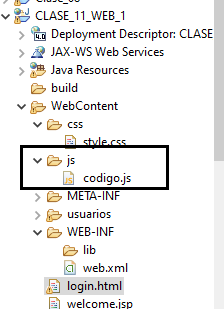 CLASE_11_WEB_1
Deployment Descriptor: CLASE
JAX-WS Web Services
Java Resources
build
WebContent
css
style.css
js
codigo.js
META-INF
usuarios
WEB-INF
lib
web.xml
login.html
welcome.jsp